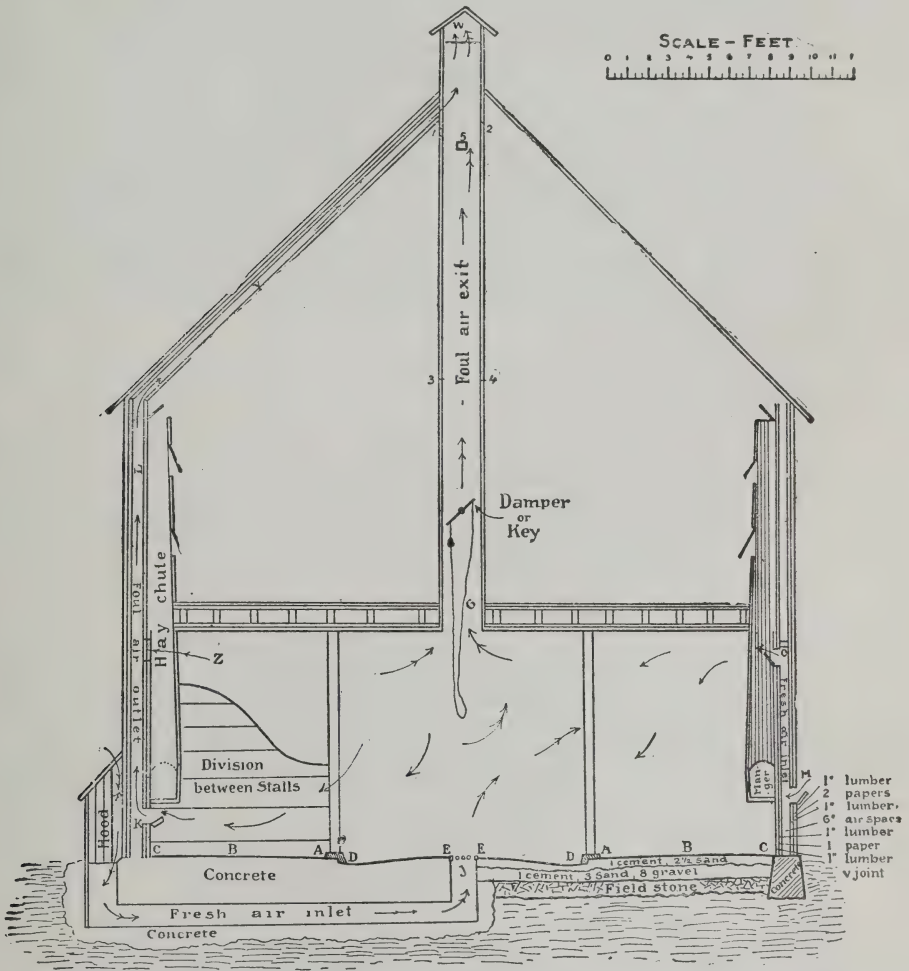 SCALE – FEET
0 1 2 3 4 5 6 7 8 9 10 11 12
W
1
2
5
Foul air exit
3
4
Y
L
Hay chute
Foul air outlet
Damper
or
Key
G
Z
O
Fresh air inlet
Division
between Stalls
Man-
ger
M
1" lumber
2 papers
1" lumber.
6" air space
1" lumber
1 paper
1" lumber
v joint
Hood
K
C B A D E E D A B C
Concrete
J
1 cement, 2½ sand
1 cement, 3 sand, 8 gravel
Field stone
Concrete
Fresh air inlet
Concrete